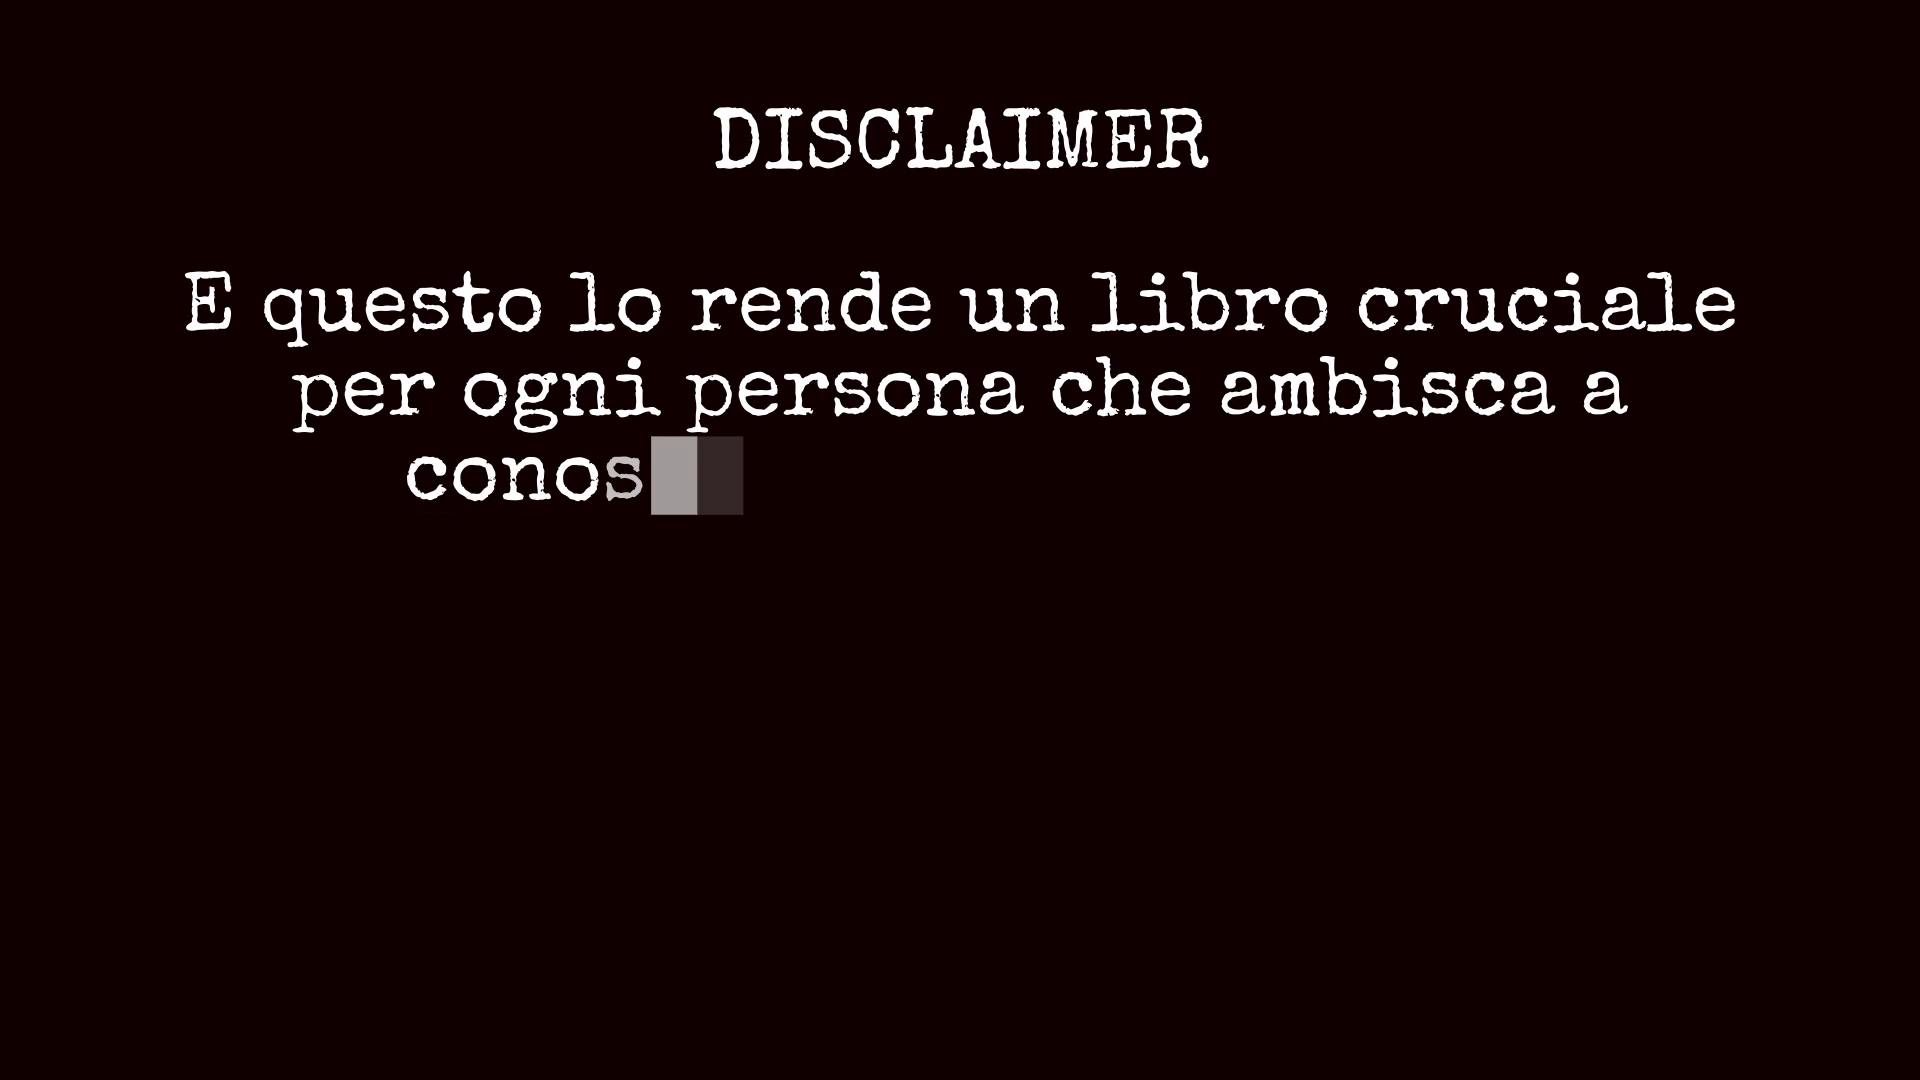 DISCLAIMER
E questo lo rende un libro cruciale
per ogni persona che ambisca a
conos